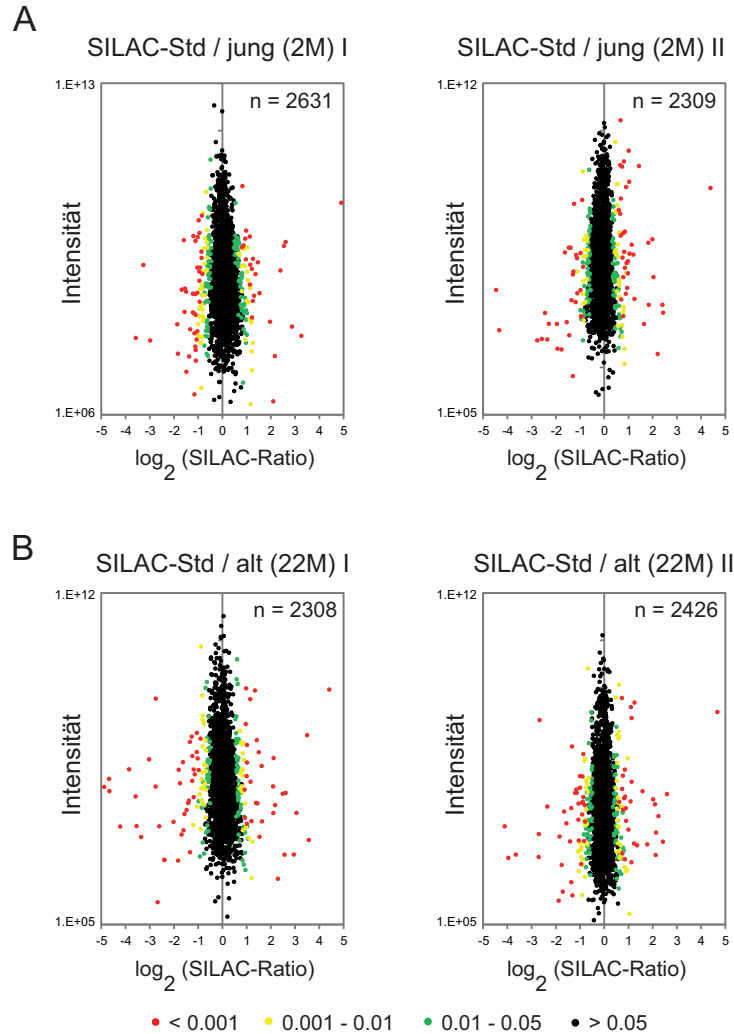 A
SILAC-Std / jung (2M) I
SILAC-Std / jung (2M) II
1.E+13
n = 2631
Intensität
1.E+06
-5 -4 -3 -2 -1 0 1 2 3 4 5
log2 (SILAC-Ratio)
1.E+12
n = 2309
Intensität
1.E+05
-5 -4 -3 -2 -1 0 1 2 3 4 5
log2 (SILAC-Ratio)
B
SILAC-Std / alt (22M) I
SILAC-Std / alt (22M) II
1.E+12
n = 2308
Intensität
1.E+05
-5 -4 -3 -2 -1 0 1 2 3 4 5
log2 (SILAC-Ratio)
1.E+12
n = 2426
Intensität
1.E+05
-5 -4 -3 -2 -1 0 1 2 3 4 5
log2 (SILAC-Ratio)
< 0.001 0.001 - 0.01 0.01 - 0.05 > 0.05